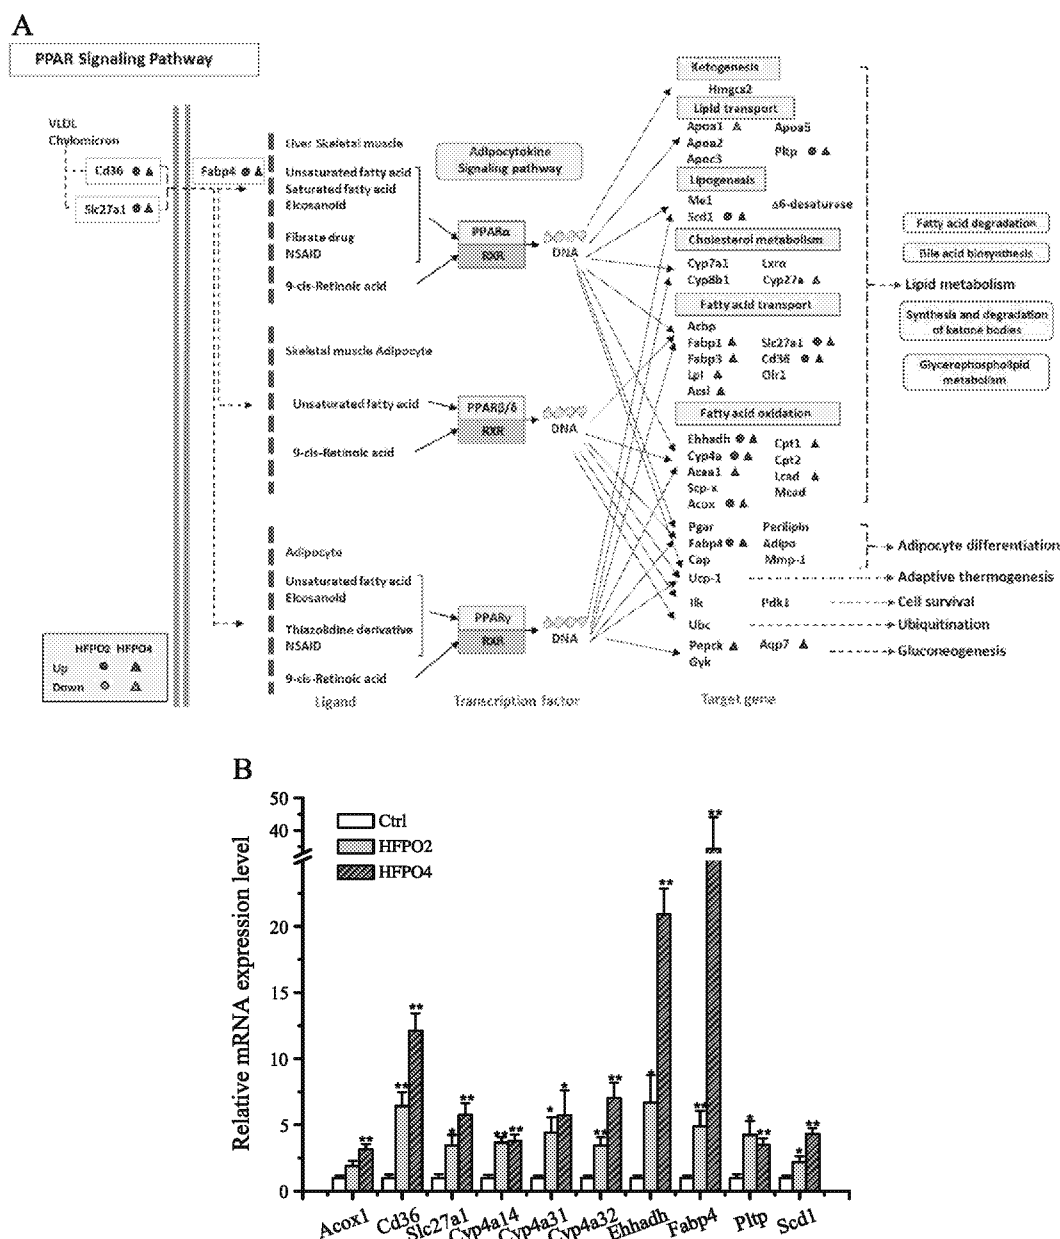 A
PPAR Signaling Pathway
VLDL
Chylomicron
Cd36
Slc27a1
Fabp4
Liver Skeletal muscle
Unsaturated fatty acid
Saturated fatty acid
Eicosanoid
Fibrate drug
NSAID
9-cis-Retinoic acid
Adipocytokine
Signaling pathway
PPARα
RXR
DNA
Skeletal muscle Adipocyte
Unsaturated fatty acid
9-cis-Retinoic acid
PPARβ/δ
RXR
DNA
Adipocyte
Unsaturated fatty acid
Eicosanoid
Thiazolidine derivative
NSAID
9-cis-Retinoic acid
PPARγ
RXR
DNA
HFPO2 HFPO4
Up
Down
Ligand
Transcription factor
Target gene
Ketogenesis
Hmgcs2
Lipid transport
Apoa1 Apoa5
Apoa2 Pltp
Apoc3
Lipogenesis
Me1 Δ6-desaturase
Scd1
Cholesterol metabolism
Cyp7a1 Lxrα
Cyp8b1 Cyp27a
Fatty acid transport
Acbp
Fabp1 Slc27a1
Fabp3 Cd36
Lpl Olr1
Acsl
Fatty acid oxidation
Ehhadh Cpt1
Cyp4a Cpt2
Acaa1 Lcad
Scp-x Mcad
Acox
Pgar Perilipin
Fabp4 Adipo
Cap Mmp-1
Ucp-1
Ilk Pdk1
Ubc
Pepck Aqp7
Gyk
Fatty acid degradation
Bile acid biosynthesis
Lipid metabolism
Synthesis and degradation
of ketone bodies
Glycerophospholipid
metabolism
Adipocyte differentiation
Adaptive thermogenesis
Cell survival
Ubiquitination
Gluconeogenesis
B
Relative mRNA expression level
50
40
20
15
10
5
0
Ctrl
HFPO2
HFPO4
**
** **
* **
** **
* *
** **
* **
** **
* **
* **
Acox1 Cd36 Slc27a1 Cyp4a14 Cyp4a31 Cyp4a32 Ehhadh Fabp4 Pltp Scd1